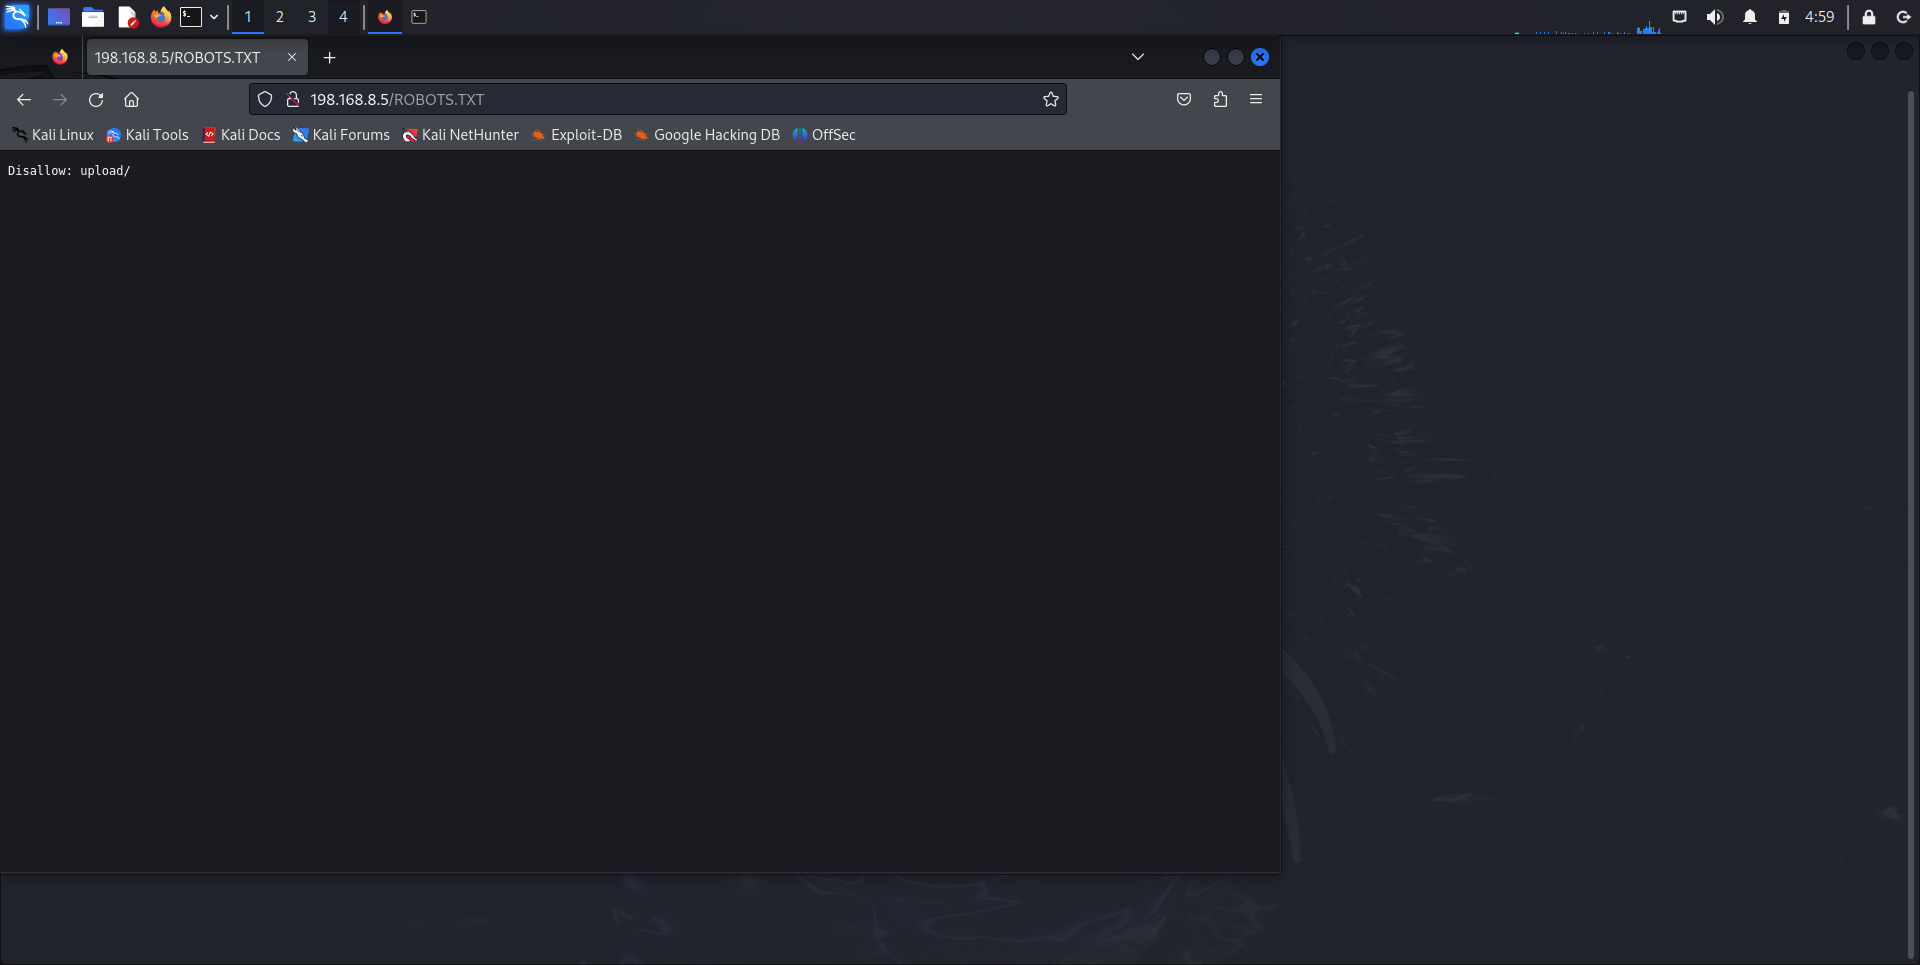 1 2 3 4
4:59
198.168.8.5/ROBOTS.TXT
198.168.8.5/ROBOTS.TXT
Kali Linux Kali Tools Kali Docs Kali Forums Kali NetHunter Exploit-DB Google Hacking DB OffSec
Disallow: upload/